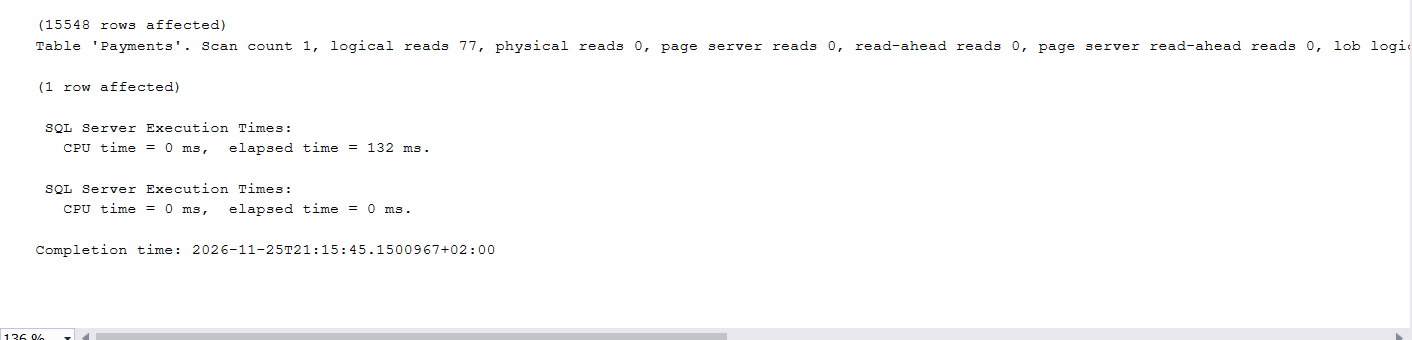 (15548 rows affected)
Table 'Payments'. Scan count 1, logical reads 77, physical reads 0, page server reads 0, read-ahead reads 0, page server read-ahead reads 0, lob
(1 row affected)
SQL Server Execution Times:
CPU time = 0 ms,  elapsed time = 132 ms.
SQL Server Execution Times:
CPU time = 0 ms,  elapsed time = 0 ms.
Completion time: 2026-11-25T21:15:45.1500967+02:00
136 %